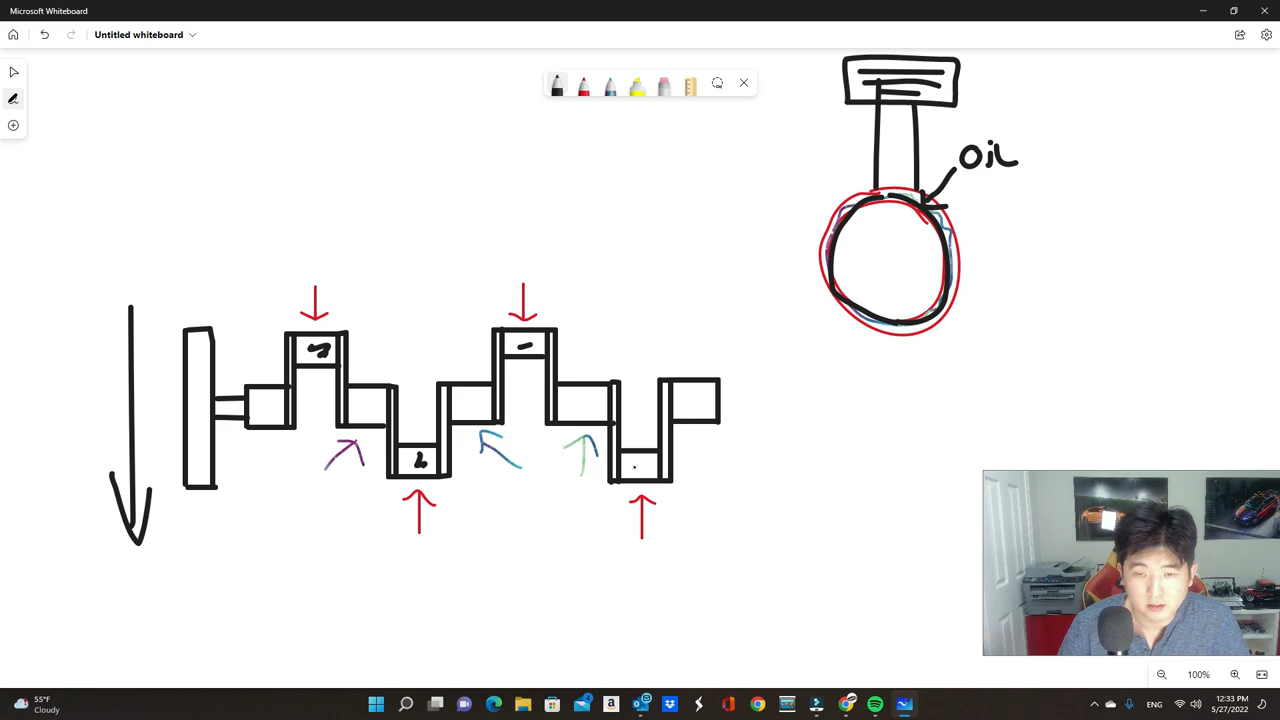 Microsoft Whiteboard
Untitled whiteboard
OiL
100%
55°F
Cloudy
ENG
12:33 PM
5/27/2022